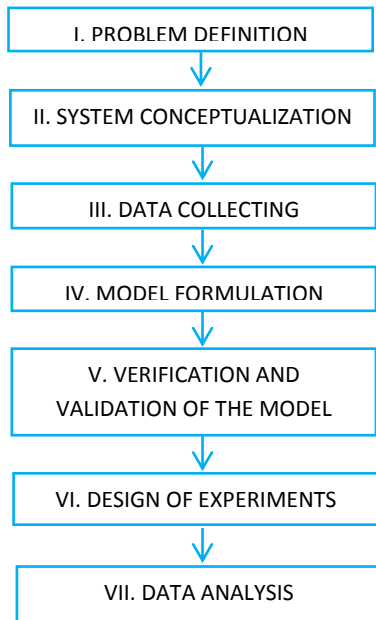 I. PROBLEM DEFINITION
II. SYSTEM CONCEPTUALIZATION
III. DATA COLLECTING
IV. MODEL FORMULATION
V. VERIFICATION AND
VALIDATION OF THE MODEL
VI. DESIGN OF EXPERIMENTS
VII. DATA ANALYSIS